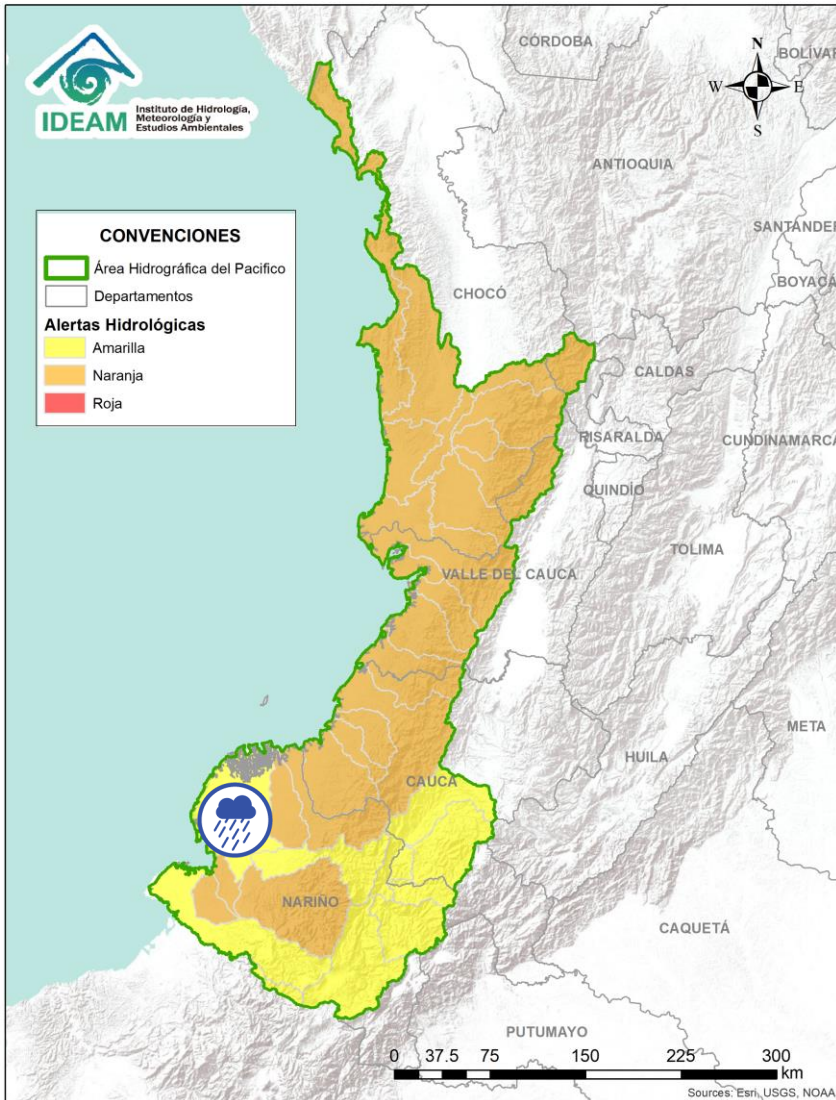 IDEAM
Instituto de Hidrología,
Meteorología y
Estudios Ambientales
N
W
E
S
CÓRDOBA
BOLÍVAR
ANTIOQUIA
SANTANDER
BOYACÁ
CHOCÓ
CALDAS
RISARALDA
CUNDINAMARCA
QUINDÍO
TOLIMA
VALLE DEL CAUCA
META
HUILA
CAUCA
NARIÑO
CAQUETÁ
PUTUMAYO
CONVENCIONES
Área Hidrográfica del Pacifico
Departamentos
Alertas Hidrológicas
Amarilla
Naranja
Roja
0 37.5 75 150 225 300
km
Sources: Esri, USGS, NOAA